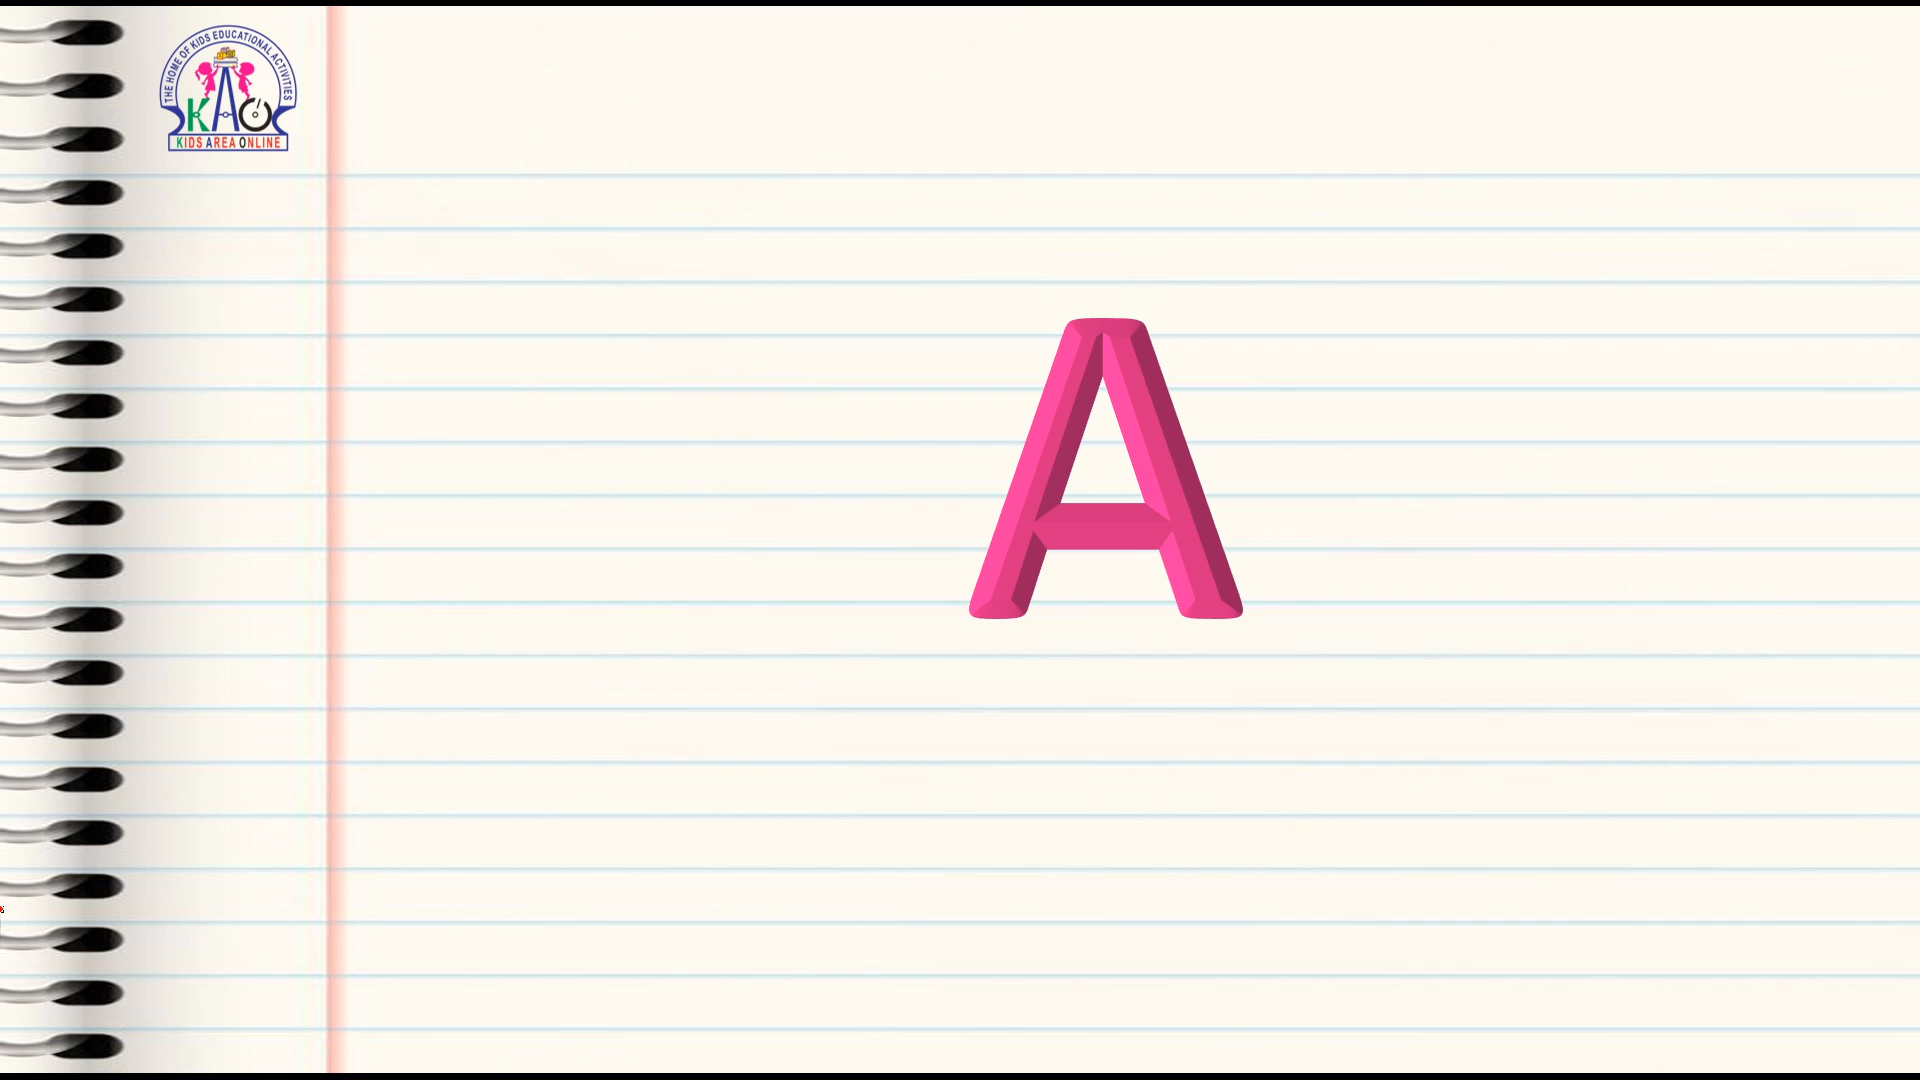 THE HOME OF KIDS EDUCATIONAL ACTIVITIES
KAO
KIDS AREA ONLINE
A